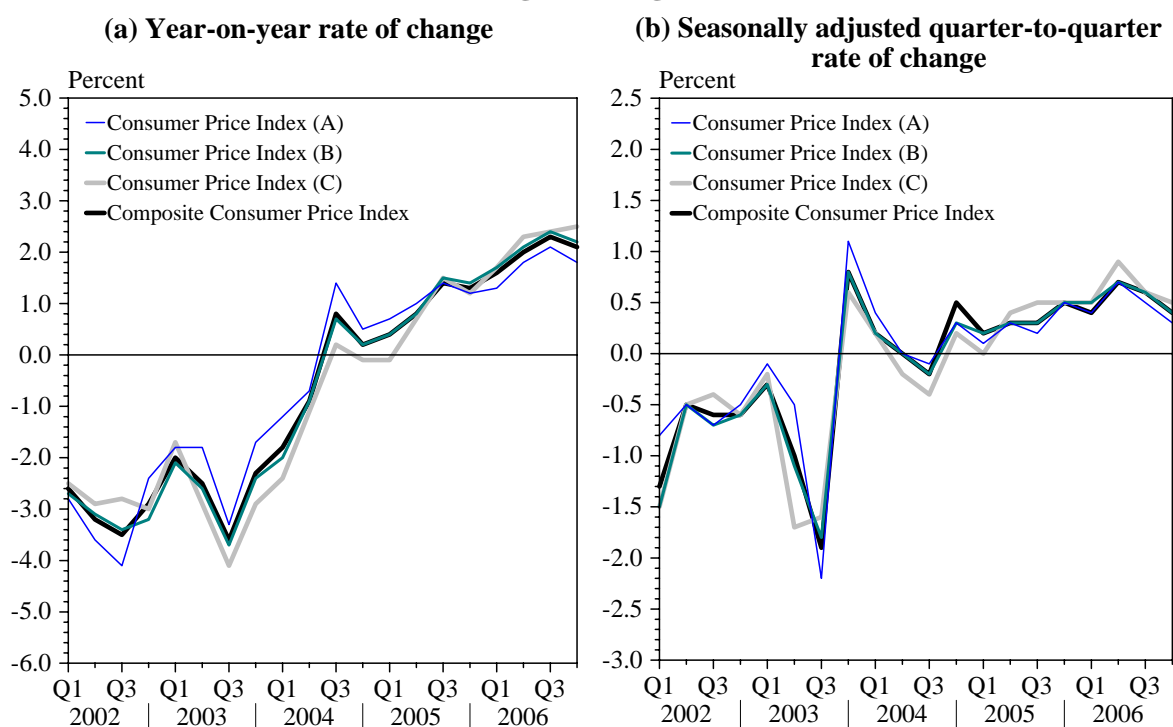 (a) Year-on-year rate of change
Percent
5.0
4.0
3.0
2.0
1.0
0.0
-1.0
-2.0
-3.0
-4.0
-5.0
-6.0
Consumer Price Index (A)
Consumer Price Index (B)
Consumer Price Index (C)
Composite Consumer Price Index
Q1 Q3 Q1 Q3 Q1 Q3 Q1 Q3 Q1 Q3
2002 2003 2004 2005 2006
(b) Seasonally adjusted quarter-to-quarter
rate of change
Percent
2.5
2.0
1.5
1.0
0.5
0.0
-0.5
-1.0
-1.5
-2.0
-2.5
-3.0
Consumer Price Index (A)
Consumer Price Index (B)
Consumer Price Index (C)
Composite Consumer Price Index
Q1 Q3 Q1 Q3 Q1 Q3 Q1 Q3 Q1 Q3
2002 2003 2004 2005 2006